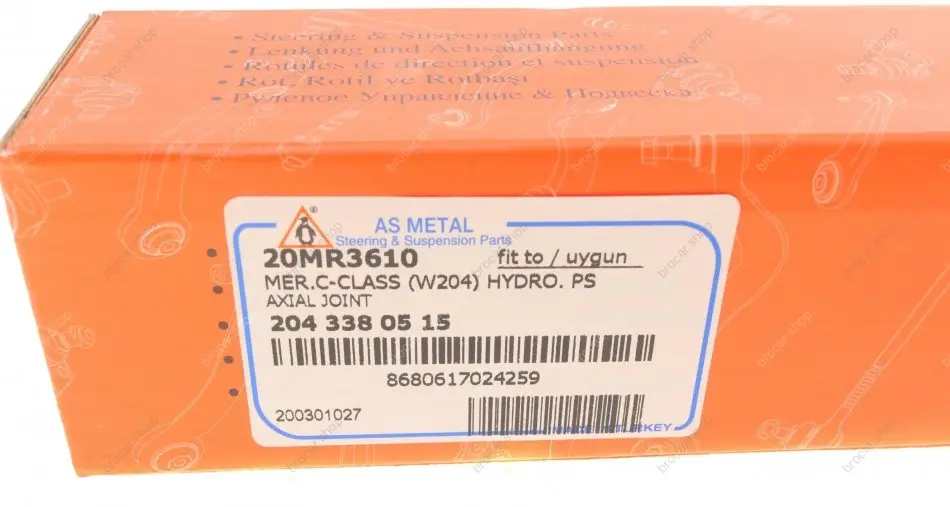 • Steering & Suspension Parts
• Lenkung und Achsaufhängung
• Rotules de direction et suspension
• Rot, Rotil ve Rotbaşı
• Рулевое Управление & Подвеска
AS METAL
Steering & Suspension Parts
20MR3610 fit to / uygun
MER.C-CLASS (W204) HYDRO. PS
AXIAL JOINT
204 338 05 15
8680617024259
200301027
brocar.shop